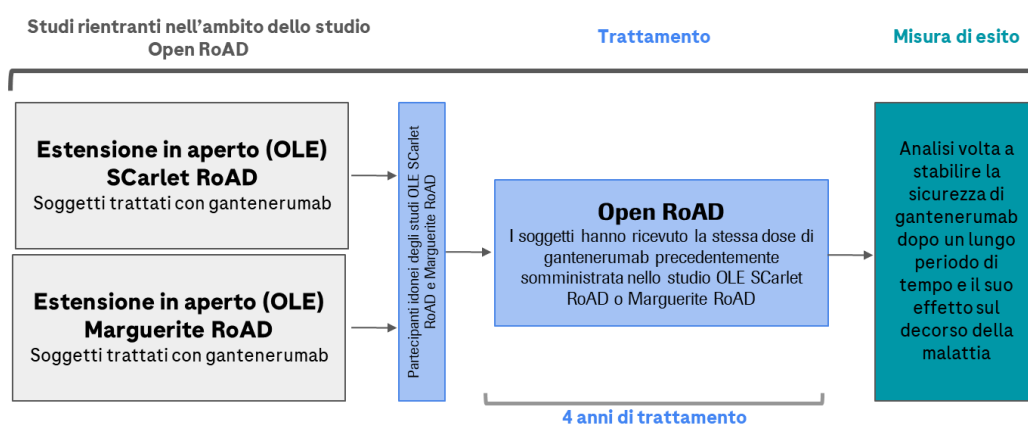 Studi rientranti nell'ambito dello studio
Open RoAD
Trattamento
Misura di esito
Estensione in aperto (OLE)
SCarlet RoAD
Soggetti trattati con gantenerumab
Estensione in aperto (OLE)
Marguerite RoAD
Soggetti trattati con gantenerumab
Partecipanti idonei degli studi OLE SCarlet
RoAD e Marguerite RoAD
Open RoAD
I soggetti hanno ricevuto la stessa dose di
gantenerumab precedentemente
somministrata nello studio OLE SCarlet
RoAD o Marguerite RoAD
4 anni di trattamento
Analisi volta a
stabilire la
sicurezza di
gantenerumab
dopo un lungo
periodo di
tempo e il suo
effetto sul
decorso della
malattia